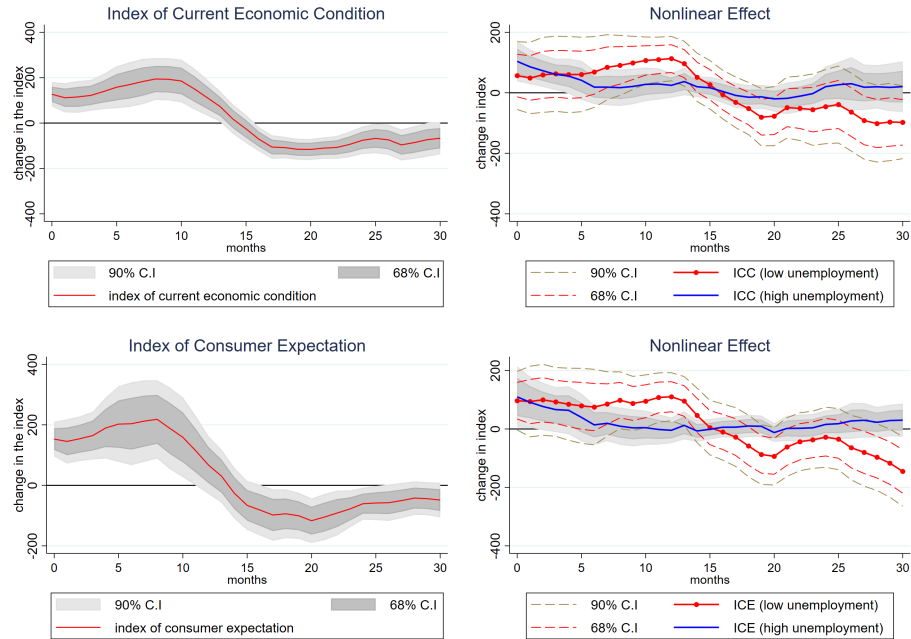 Index of Current Economic Condition
change in the index
400
200
0
-200
-400
0 5 10 15 20 25 30
months
90% C.I 68% C.I
index of current economic condition
Nonlinear Effect
change in index
200
0
-200
-400
0 5 10 15 20 25 30
months
90% C.I ICC (low unemployment)
68% C.I ICC (high unemployment)
Index of Consumer Expectation
change in the index
400
200
0
-200
0 5 10 15 20 25 30
months
90% C.I 68% C.I
index of consumer expectation
Nonlinear Effect
change in index
200
0
-200
-400
0 5 10 15 20 25 30
months
90% C.I ICE (low unemployment)
68% C.I ICE (high unemployment)